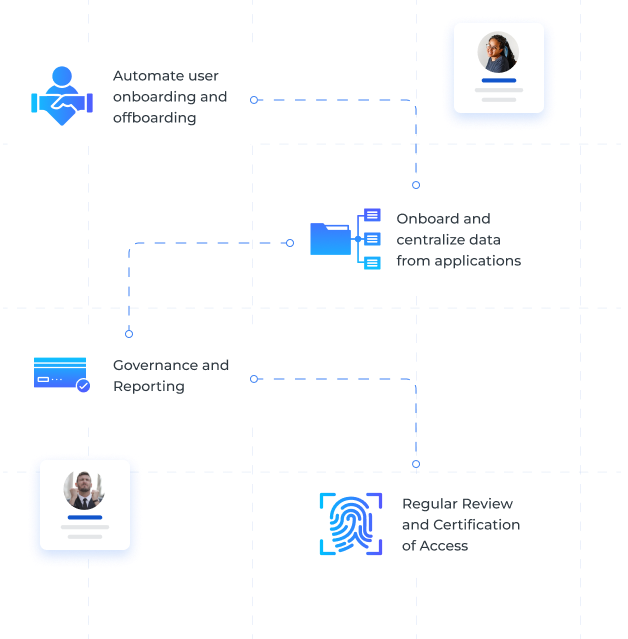 Automate user
onboarding and
offboarding
Onboard and
centralize data
from applications
Governance and
Reporting
Regular Review
and Certification
of Access